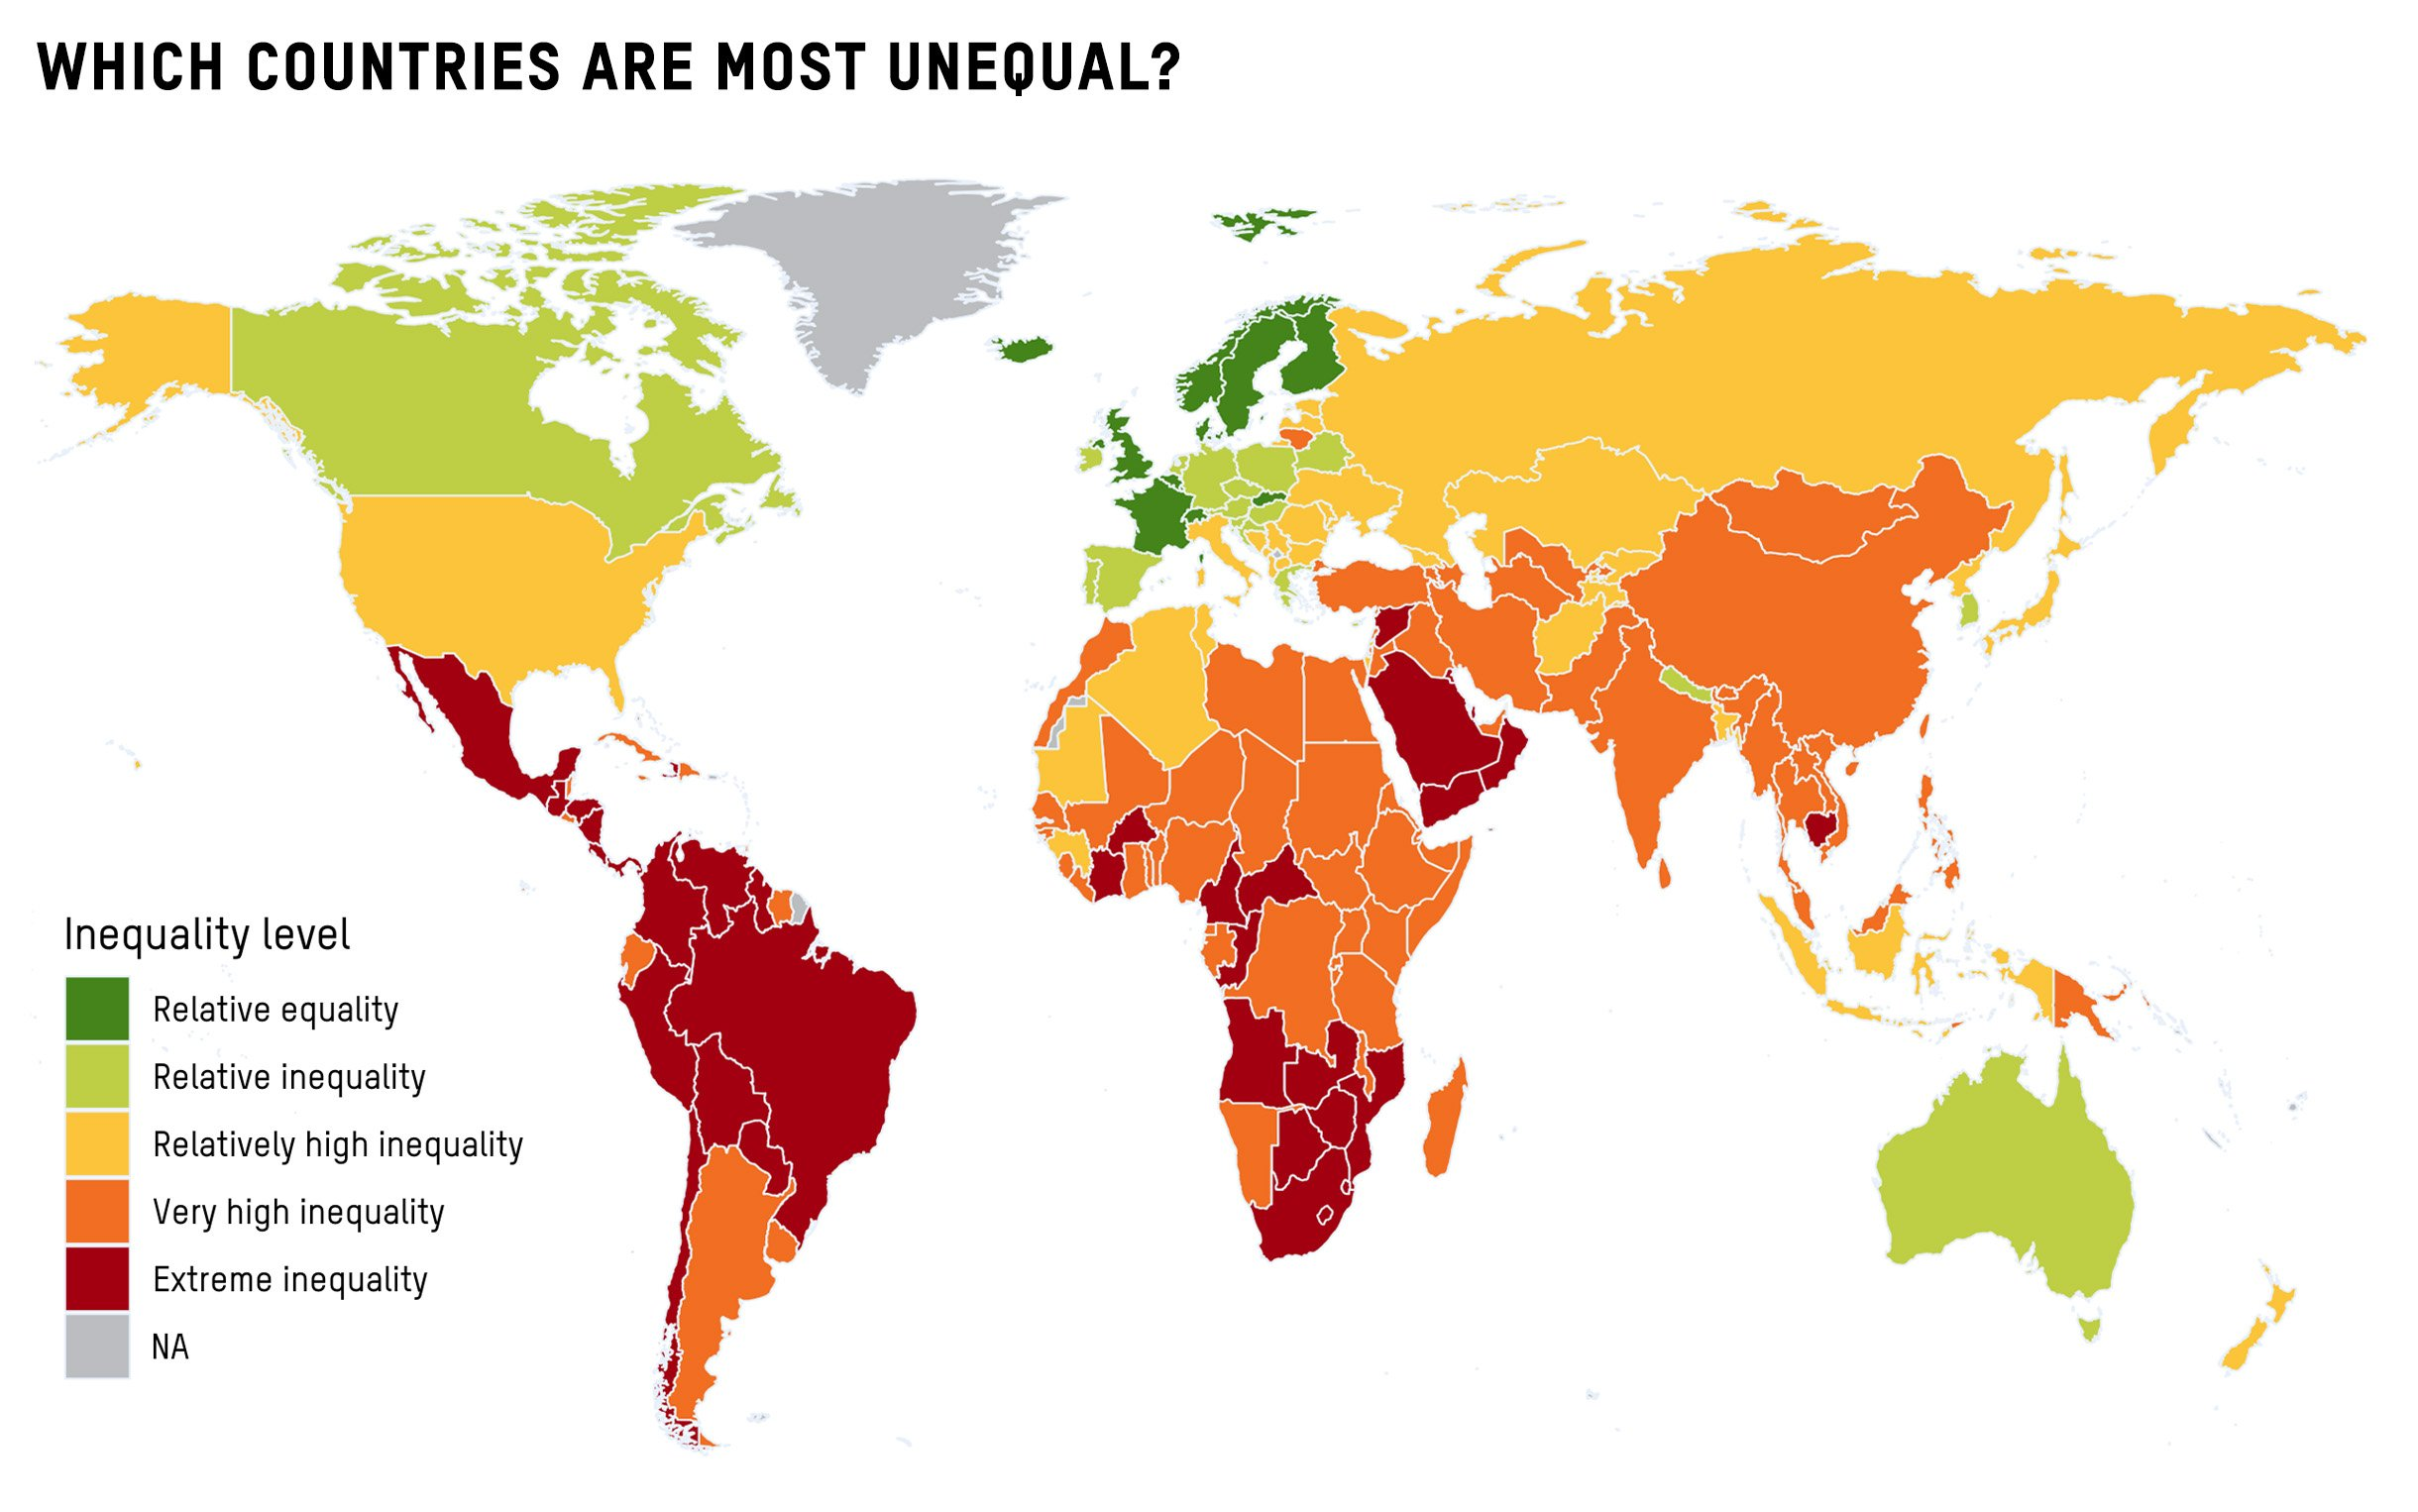 WHICH COUNTRIES ARE MOST UNEQUAL?
Inequality level
Relative equality
Relative inequality
Relatively high inequality
Very high inequality
Extreme inequality
NA